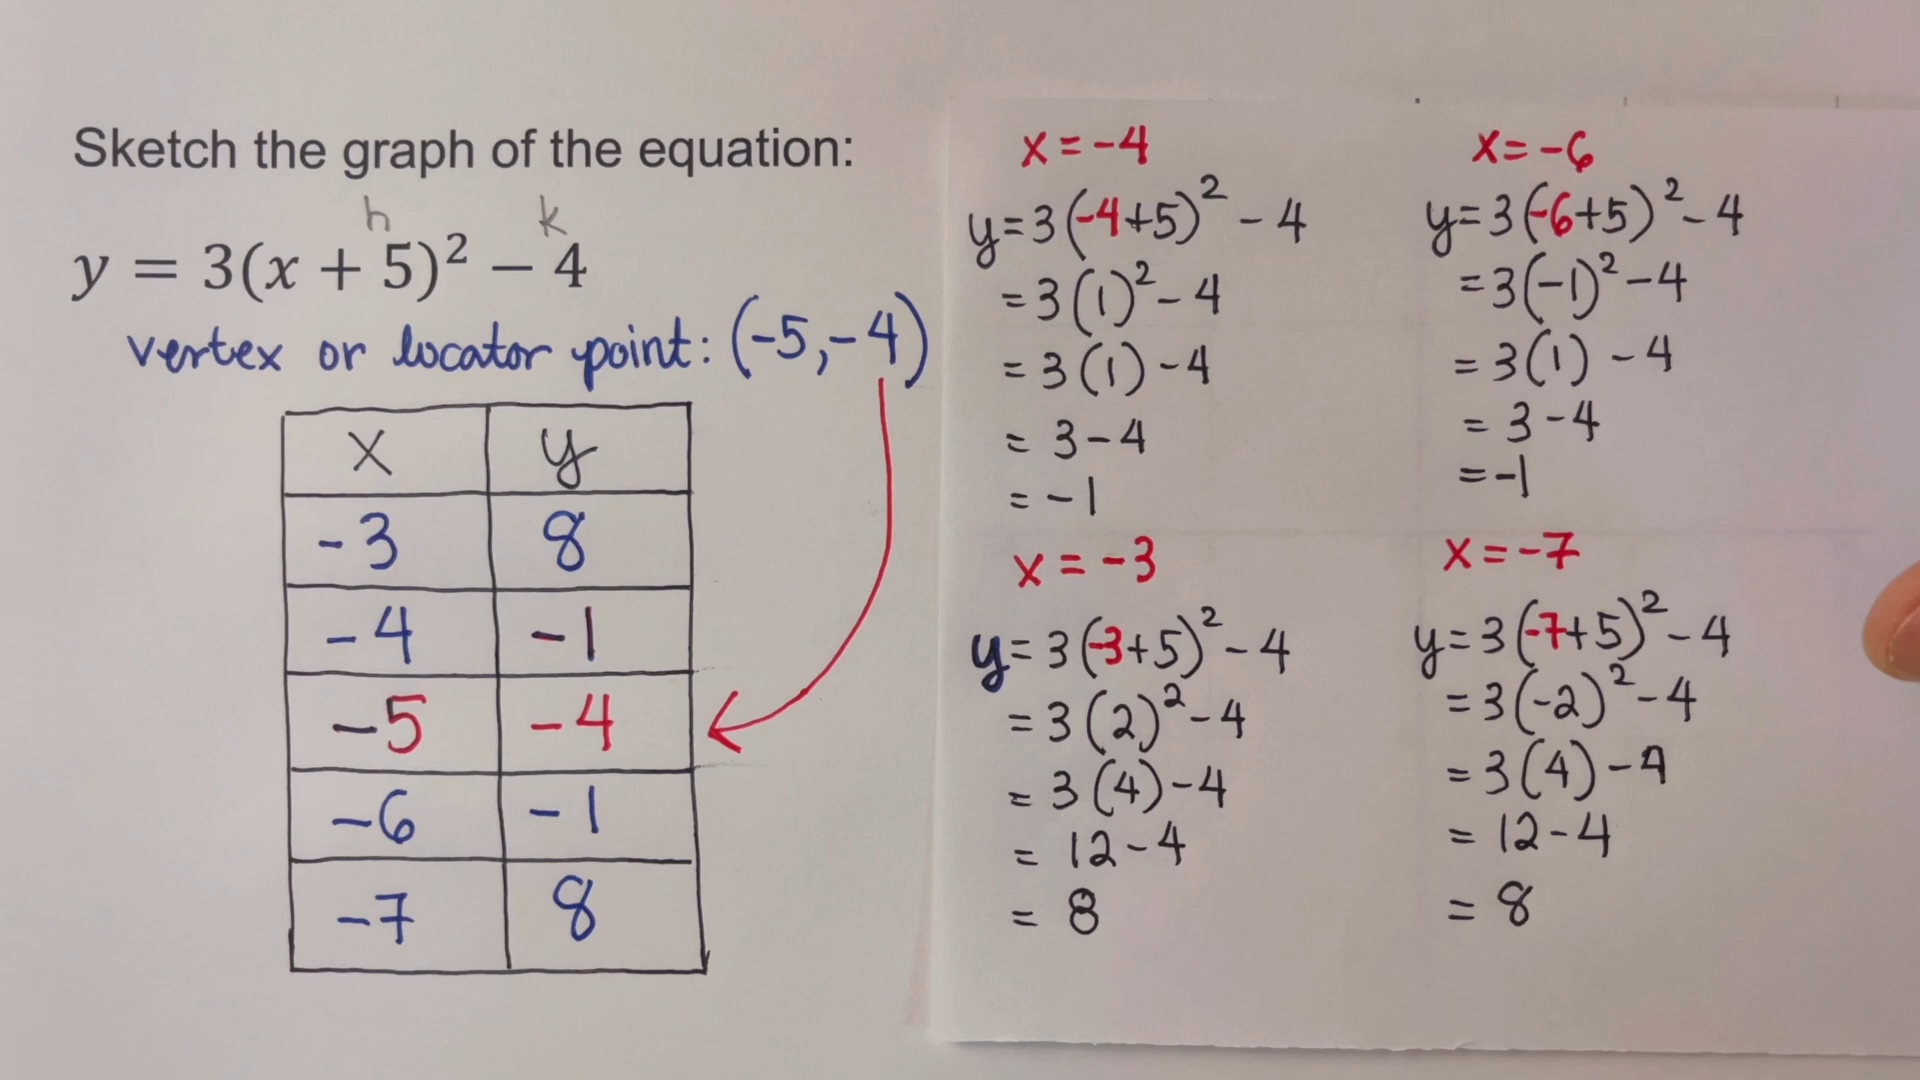 Sketch the graph of the equation:
h k
y = 3(x + 5)² − 4
vertex or locator point: (-5,-4)
x y
-3 8
-4 -1
-5 -4
-6 -1
-7 8
x = -4
y=3(-4+5)² - 4
=3(1)²-4
=3(1)-4
= 3-4
= -1
x = -3
y=3(-3+5)²-4
=3(2)²-4
=3(4)-4
= 12-4
= 8
x=-6
y=3(-6+5)²-4
=3(-1)²-4
=3(1)-4
= 3-4
=-1
x=-7
y=3(-7+5)²-4
=3(-2)²-4
=3(4)-4
= 12-4
= 8